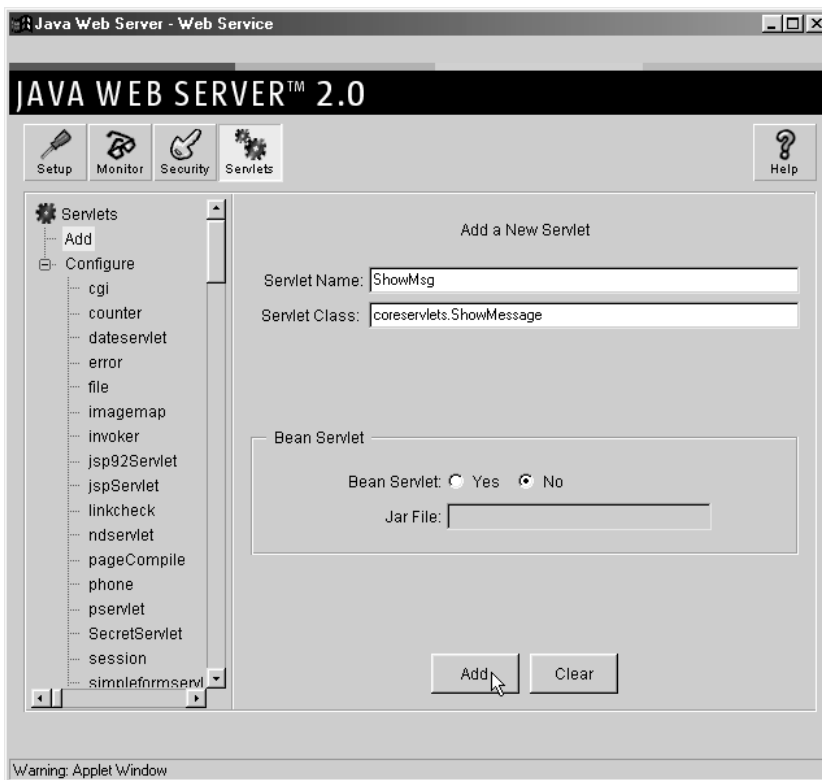 Java Web Server - Web Service
JAVA WEB SERVER™ 2.0
Setup
Monitor
Security
Servlets
Help
Servlets
Add
Configure
cgi
counter
dateservlet
error
file
imagemap
invoker
jsp92Servlet
jspServlet
linkcheck
ndservlet
pageCompile
phone
pservlet
SecretServlet
session
simpleformservl
Add a New Servlet
Servlet Name: ShowMsg
Servlet Class: coreservlets.ShowMessage
Bean Servlet
Bean Servlet: Yes No
Jar File:
Add
Clear
Warning: Applet Window